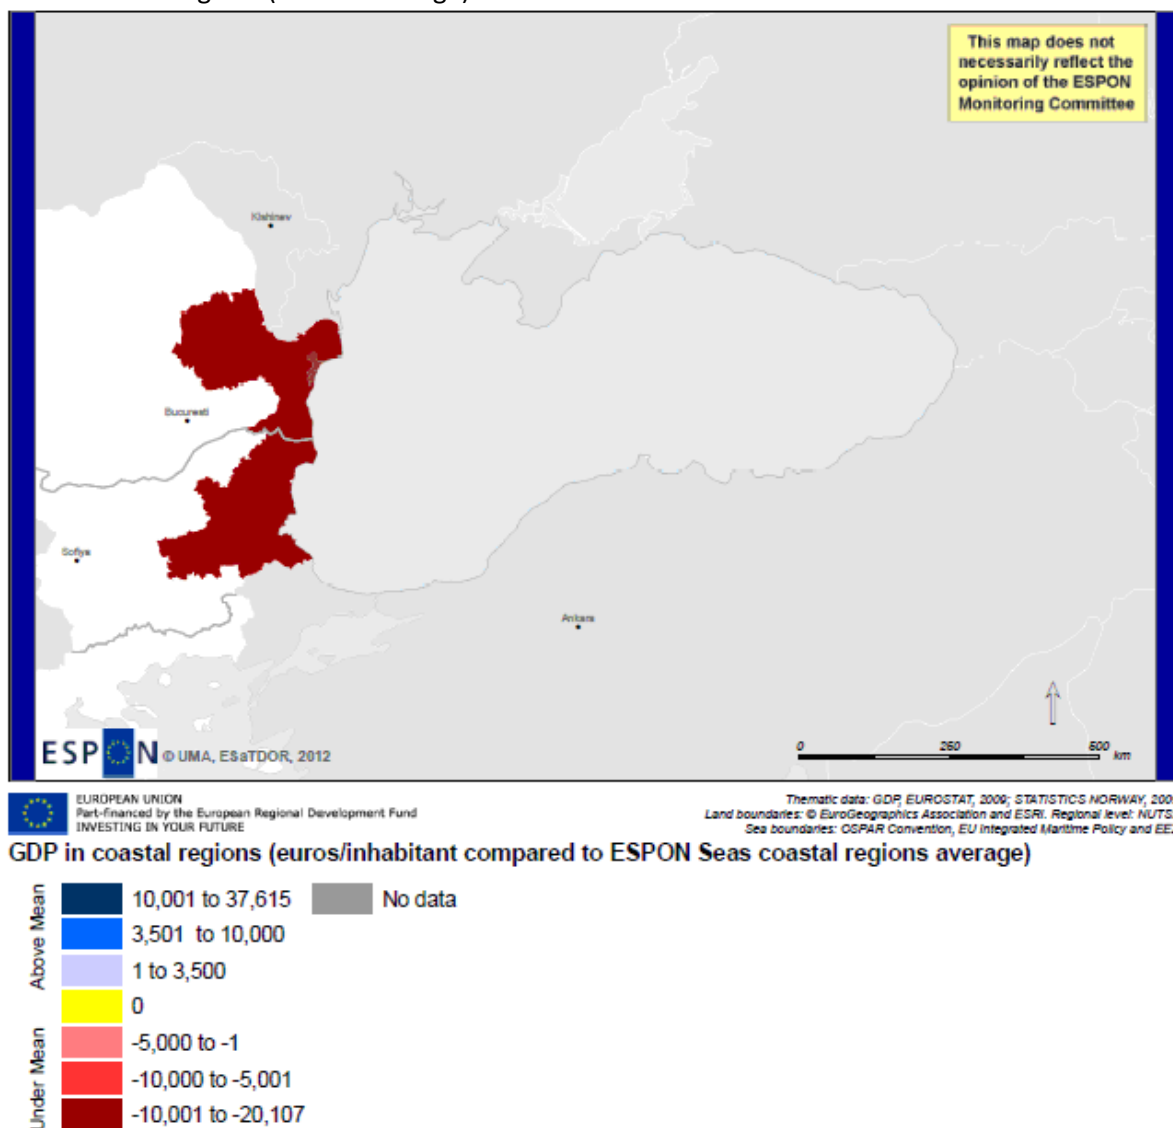 This map does not
necessarily reflect the
opinion of the ESPON
Monitoring Committee
Kishinev
Bucuresti
Sofiya
Ankara
0 250 500
km
ESPON © UMA, ESaTDOR, 2012
EUROPEAN UNION
Part-financed by the European Regional Development Fund
INVESTING IN YOUR FUTURE
Thematic data: GDP, EUROSTAT, 2009; STATISTICS NORWAY, 200
Land boundaries: © EuroGeographics Association and ESRI. Regional level: NUTS
Sea boundaries: OSPAR Convention, EU Integrated Maritime Policy and EEZ
GDP in coastal regions (euros/inhabitant compared to ESPON Seas coastal regions average)
Above Mean
10,001 to 37,615 No data
3,501 to 10,000
1 to 3,500
0
Under Mean
-5,000 to -1
-10,000 to -5,001
-10,001 to -20,107